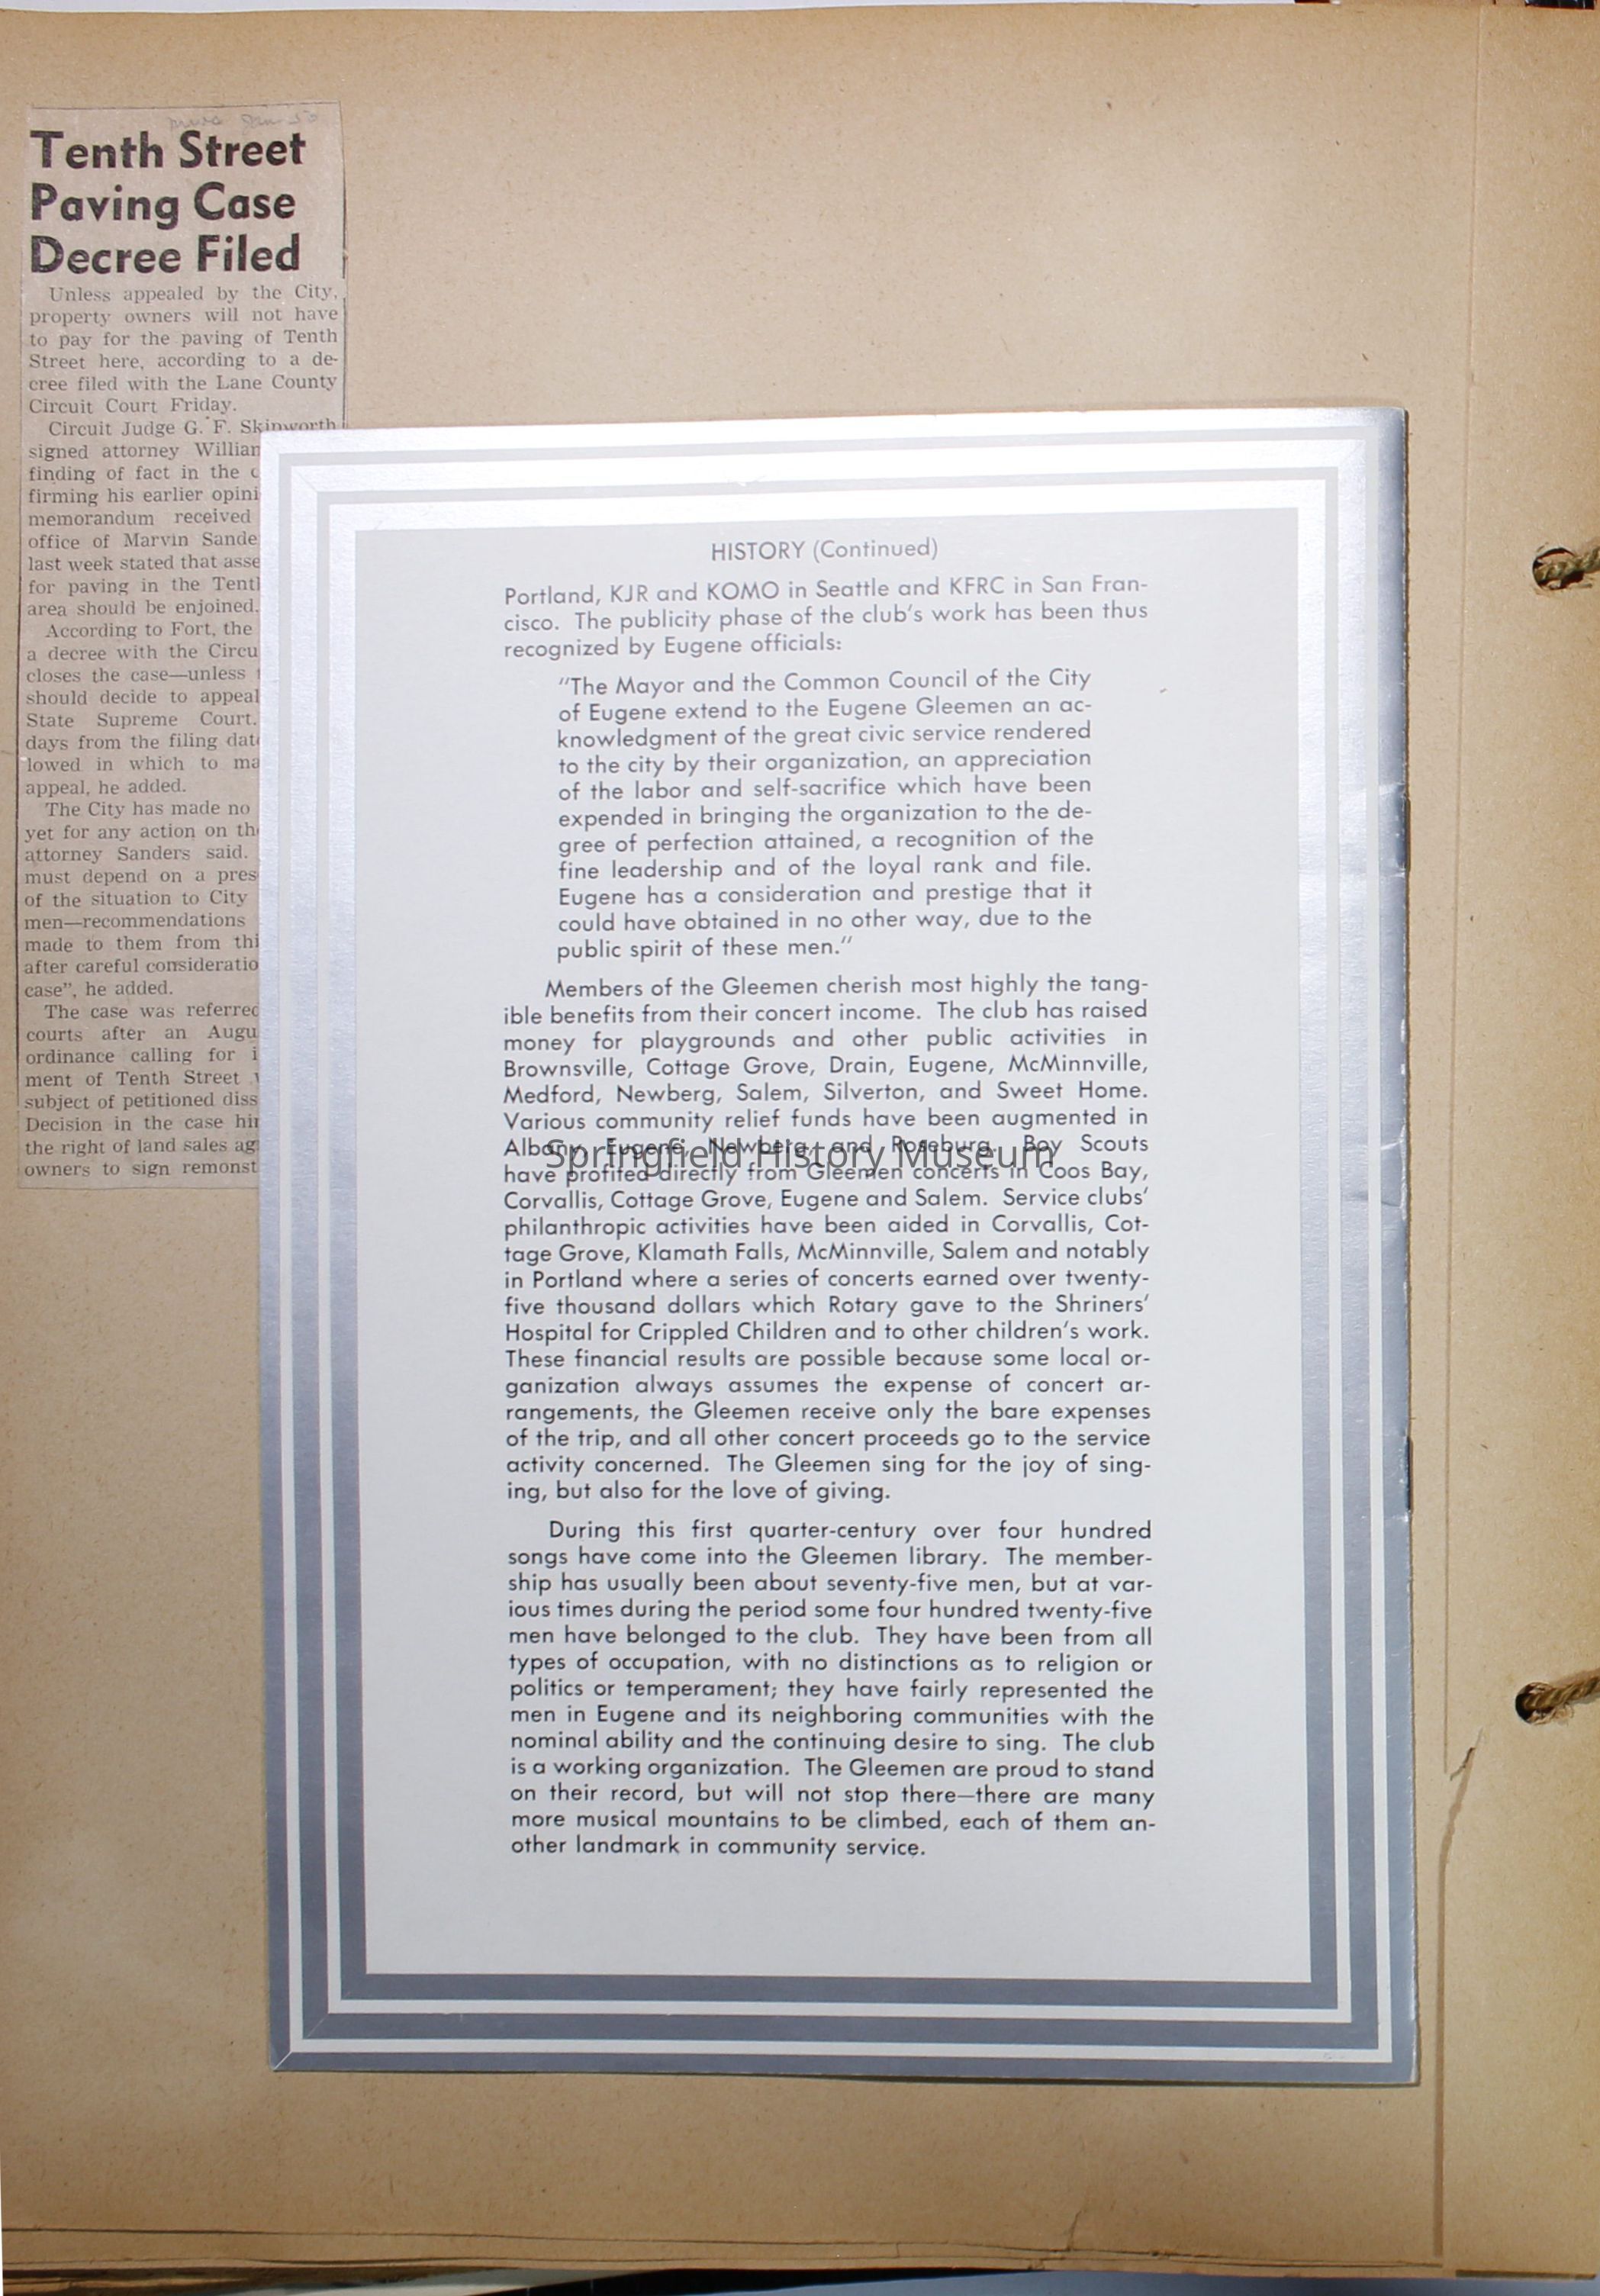 Tenth Street
Paving Case
Decree Filed
Unless appealed by the City,
property owners will not have
to pay for the paving of Tenth
Street here, according to a de-
cree filed with the Lane County
Circuit Court Friday.
Circuit Judge G. F. Skipworth
signed attorney
finding of fact in the
firming his earlier
memorandum received
office of Marvin
last week stated that
for paving in the
area should be enjoined.
According to Fort, the
a decree with the
closes the case—unless
should decide to appeal
State Supreme Court.
days from the filing
lowed in which to
appeal, he added.
The City has made no
yet for any action on
attorney Sanders said.
must depend on a
of the situation to City
men—recommendations
made to them from
after careful
case", he added.
The case was
courts after an
ordinance calling for
ment of Tenth Street
subject of petitioned
Decision in the case
the right of land sales
owners to sign
HISTORY (Continued)
Portland, KJR and KOMO in Seattle and KFRC in San Fran-
cisco. The publicity phase of the club's work has been thus
recognized by Eugene officials:
"The Mayor and the Common Council of the City
of Eugene extend to the Eugene Gleemen an ac-
knowledgment of the great civic service rendered
to the city by their organization, an appreciation
of the labor and self-sacrifice which have been
expended in bringing the organization to the de-
gree of perfection attained, a recognition of the
fine leadership and of the loyal rank and file.
Eugene has a consideration and prestige that it
could have obtained in no other way, due to the
public spirit of these men."
Members of the Gleemen cherish most highly the tang-
ible benefits from their concert income. The club has raised
money for playgrounds and other public activities in
Brownsville, Cottage Grove, Drain, Eugene, McMinnville,
Medford, Newberg, Salem, Silverton, and Sweet Home.
Various community relief funds have been augmented in
Albany, Eugene, Newberg and Roseburg. Boy Scouts
Springfield History Museum
have profited directly from Gleemen concerts in Coos Bay,
Corvallis, Cottage Grove, Eugene and Salem. Service clubs'
philanthropic activities have been aided in Corvallis, Cot-
tage Grove, Klamath Falls, McMinnville, Salem and notably
in Portland where a series of concerts earned over twenty-
five thousand dollars which Rotary gave to the Shriners'
Hospital for Crippled Children and to other children's work.
These financial results are possible because some local or-
ganization always assumes the expense of concert ar-
rangements, the Gleemen receive only the bare expenses
of the trip, and all other concert proceeds go to the service
activity concerned. The Gleemen sing for the joy of sing-
ing, but also for the love of giving.
During this first quarter-century over four hundred
songs have come into the Gleemen library. The member-
ship has usually been about seventy-five men, but at var-
ious times during the period some four hundred twenty-five
men have belonged to the club. They have been from all
types of occupation, with no distinctions as to religion or
politics or temperament; they have fairly represented the
men in Eugene and its neighboring communities with the
nominal ability and the continuing desire to sing. The club
is a working organization. The Gleemen are proud to stand
on their record, but will not stop there—there are many
more musical mountains to be climbed, each of them an-
other landmark in community service.